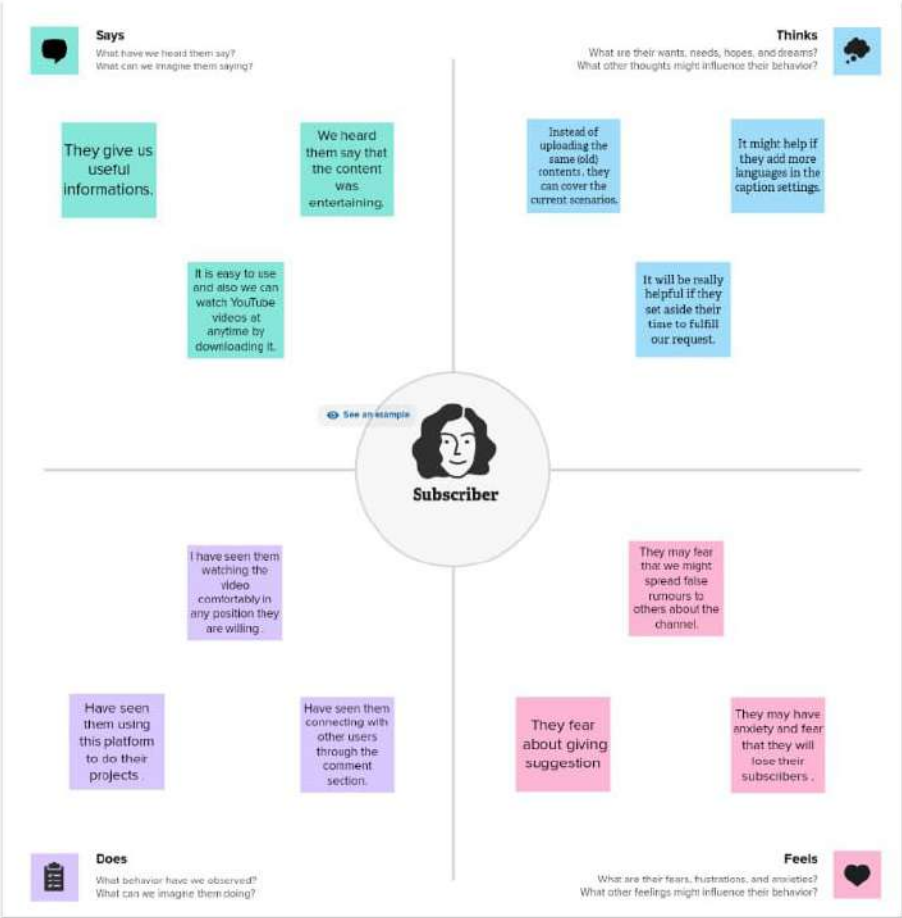 Says
What have we heard them say?
What can we imagine them saying?
Thinks
What are their wants, needs, hopes, and dreams?
What other thoughts might influence their behavior?
They give us
useful
informations.
We heard
them say that
the content
was
entertaining.
It is easy to use
and also we can
watch YouTube
videos at
anytime by
downloading it.
Instead of
uploading the
same (old)
contents, they
can cover the
current scenarios.
It might help if
they add more
languages in the
caption settings.
It will be really
helpful if they
set aside their
time to fulfill
our request.
See an example
Subscriber
I have seen them
watching the
video
comfortably in
any position they
are willing .
Have seen
them using
this platform
to do their
projects .
Have seen them
connecting with
other users
through the
comment
section.
They may fear
that we might
spread false
rumours to
others about the
channel.
They fear
about giving
suggestion
They may have
anxiety and fear
that they will
lose their
subscribers .
Does
What behavior have we observed?
What can we imagine them doing?
Feels
What are their fears, frustrations, and anxieties?
What other feelings might influence their behavior?